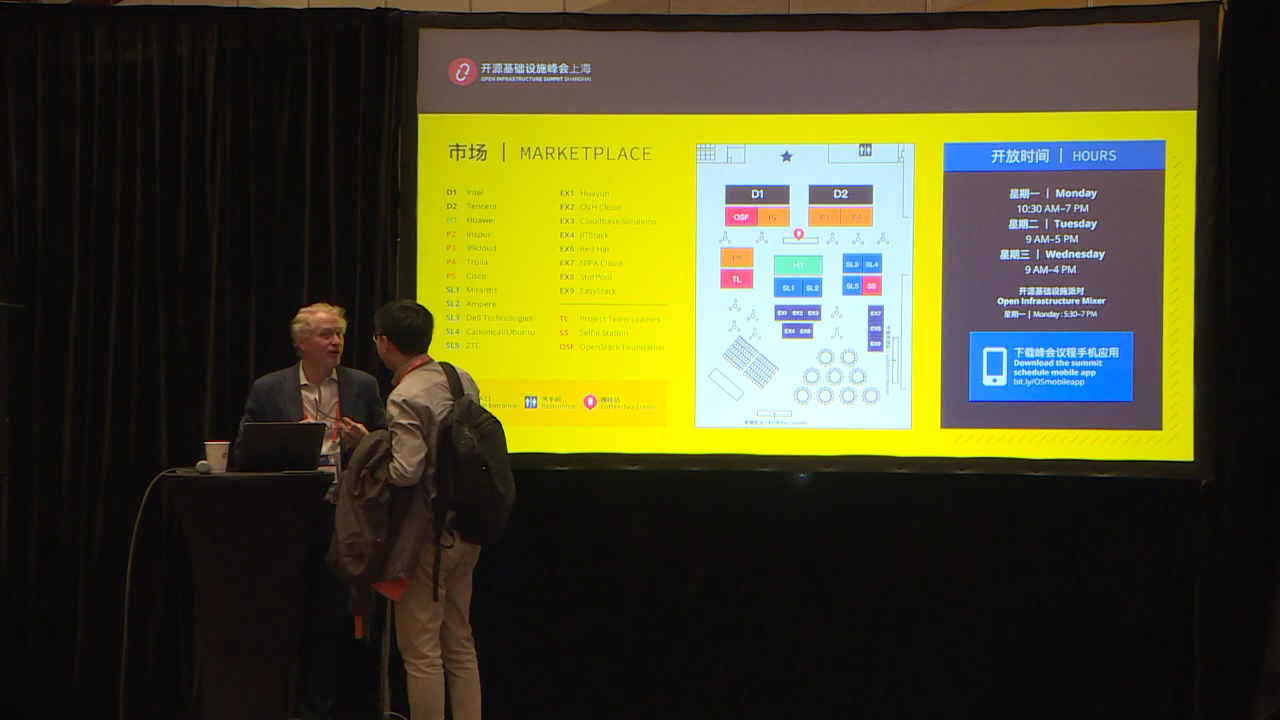 开源基础设施峰会上海
OPEN INFRASTRUCTURE SUMMIT SHANGHAI
市场 | MARKETPLACE
D1 Intel
D2 Tencent
H1 Huawei
P2 Inspur
P3 99cloud
P4 Troila
P5 Cisco
SL1 Mirantis
SL2 Ampere
SL3 Dell Technologies
SL4 Canonical/Ubuntu
SL5 ZTE
EX1 Huayun
EX2 OVHCloud
EX3 Cloudbase Solutions
EX4 JITStack
EX6 Red Hat
EX7 NIPA Cloud
EX8 StorPool
EX9 EasyStack
TL Project Team Leaders
SS Selfie Station
OSF OpenStack Foundation
入口
Entrance
洗手间
Restrooms
咖啡站
Coffee/Tea Station
D1 D2
OSF P2 P3 P4
P5 H1 SL3 SL4
TL SL1 SL2 SL5 SS
EX1 EX2 EX3 EX7
EX4 EX6 EX8
EX9
开放时间 | HOURS
星期一 | Monday
10:30 AM–7 PM
星期二 | Tuesday
9 AM–5 PM
星期三 | Wednesday
9 AM–4 PM
开源基础设施派对
Open Infrastructure Mixer
星期一 | Monday: 5:30–7 PM
下载峰会议程手机应用
Download the summit
schedule mobile app
bit.ly/OSmobileapp